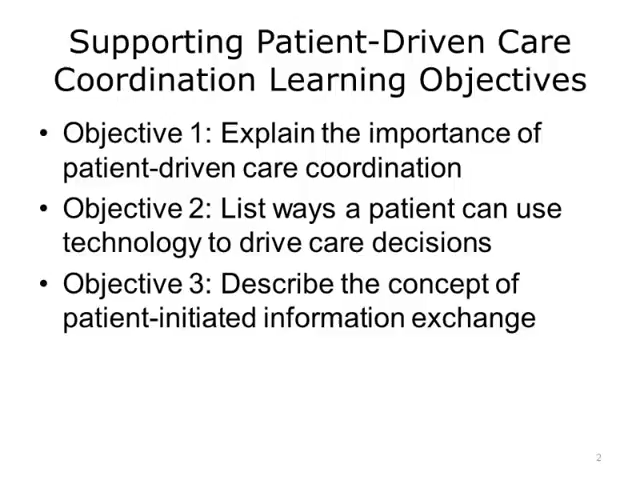 Supporting Patient-Driven Care
Coordination Learning Objectives
• Objective 1: Explain the importance of
patient-driven care coordination
• Objective 2: List ways a patient can use
technology to drive care decisions
• Objective 3: Describe the concept of
patient-initiated information exchange
2